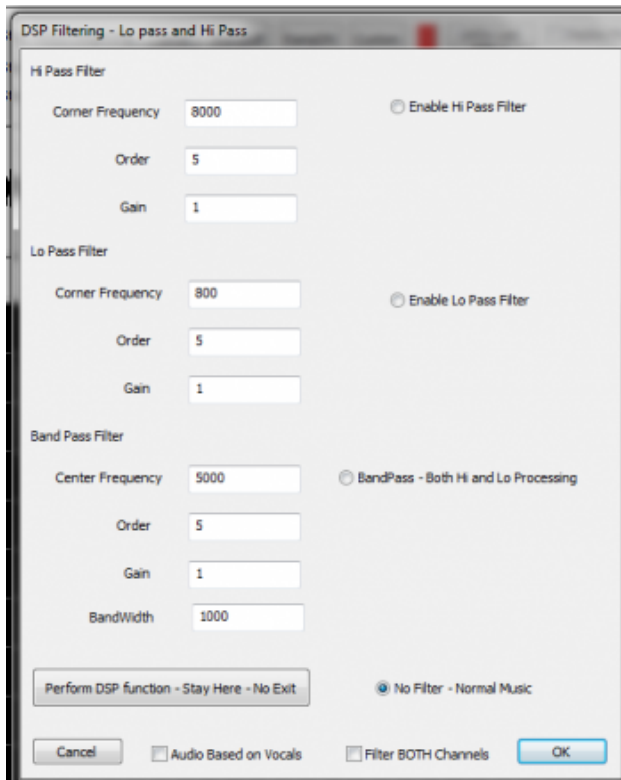 DSP Filtering - Lo pass and Hi Pass
Hi Pass Filter
Corner Frequency 8000 Enable Hi Pass Filter
Order 5
Gain 1
Lo Pass Filter
Corner Frequency 800 Enable Lo Pass Filter
Order 5
Gain 1
Band Pass Filter
Center Frequency 5000 BandPass - Both Hi and Lo Processing
Order 5
Gain 1
BandWidth 1000
Perform DSP function - Stay Here - No Exit No Filter - Normal Music
Cancel Audio Based on Vocals Filter BOTH Channels OK